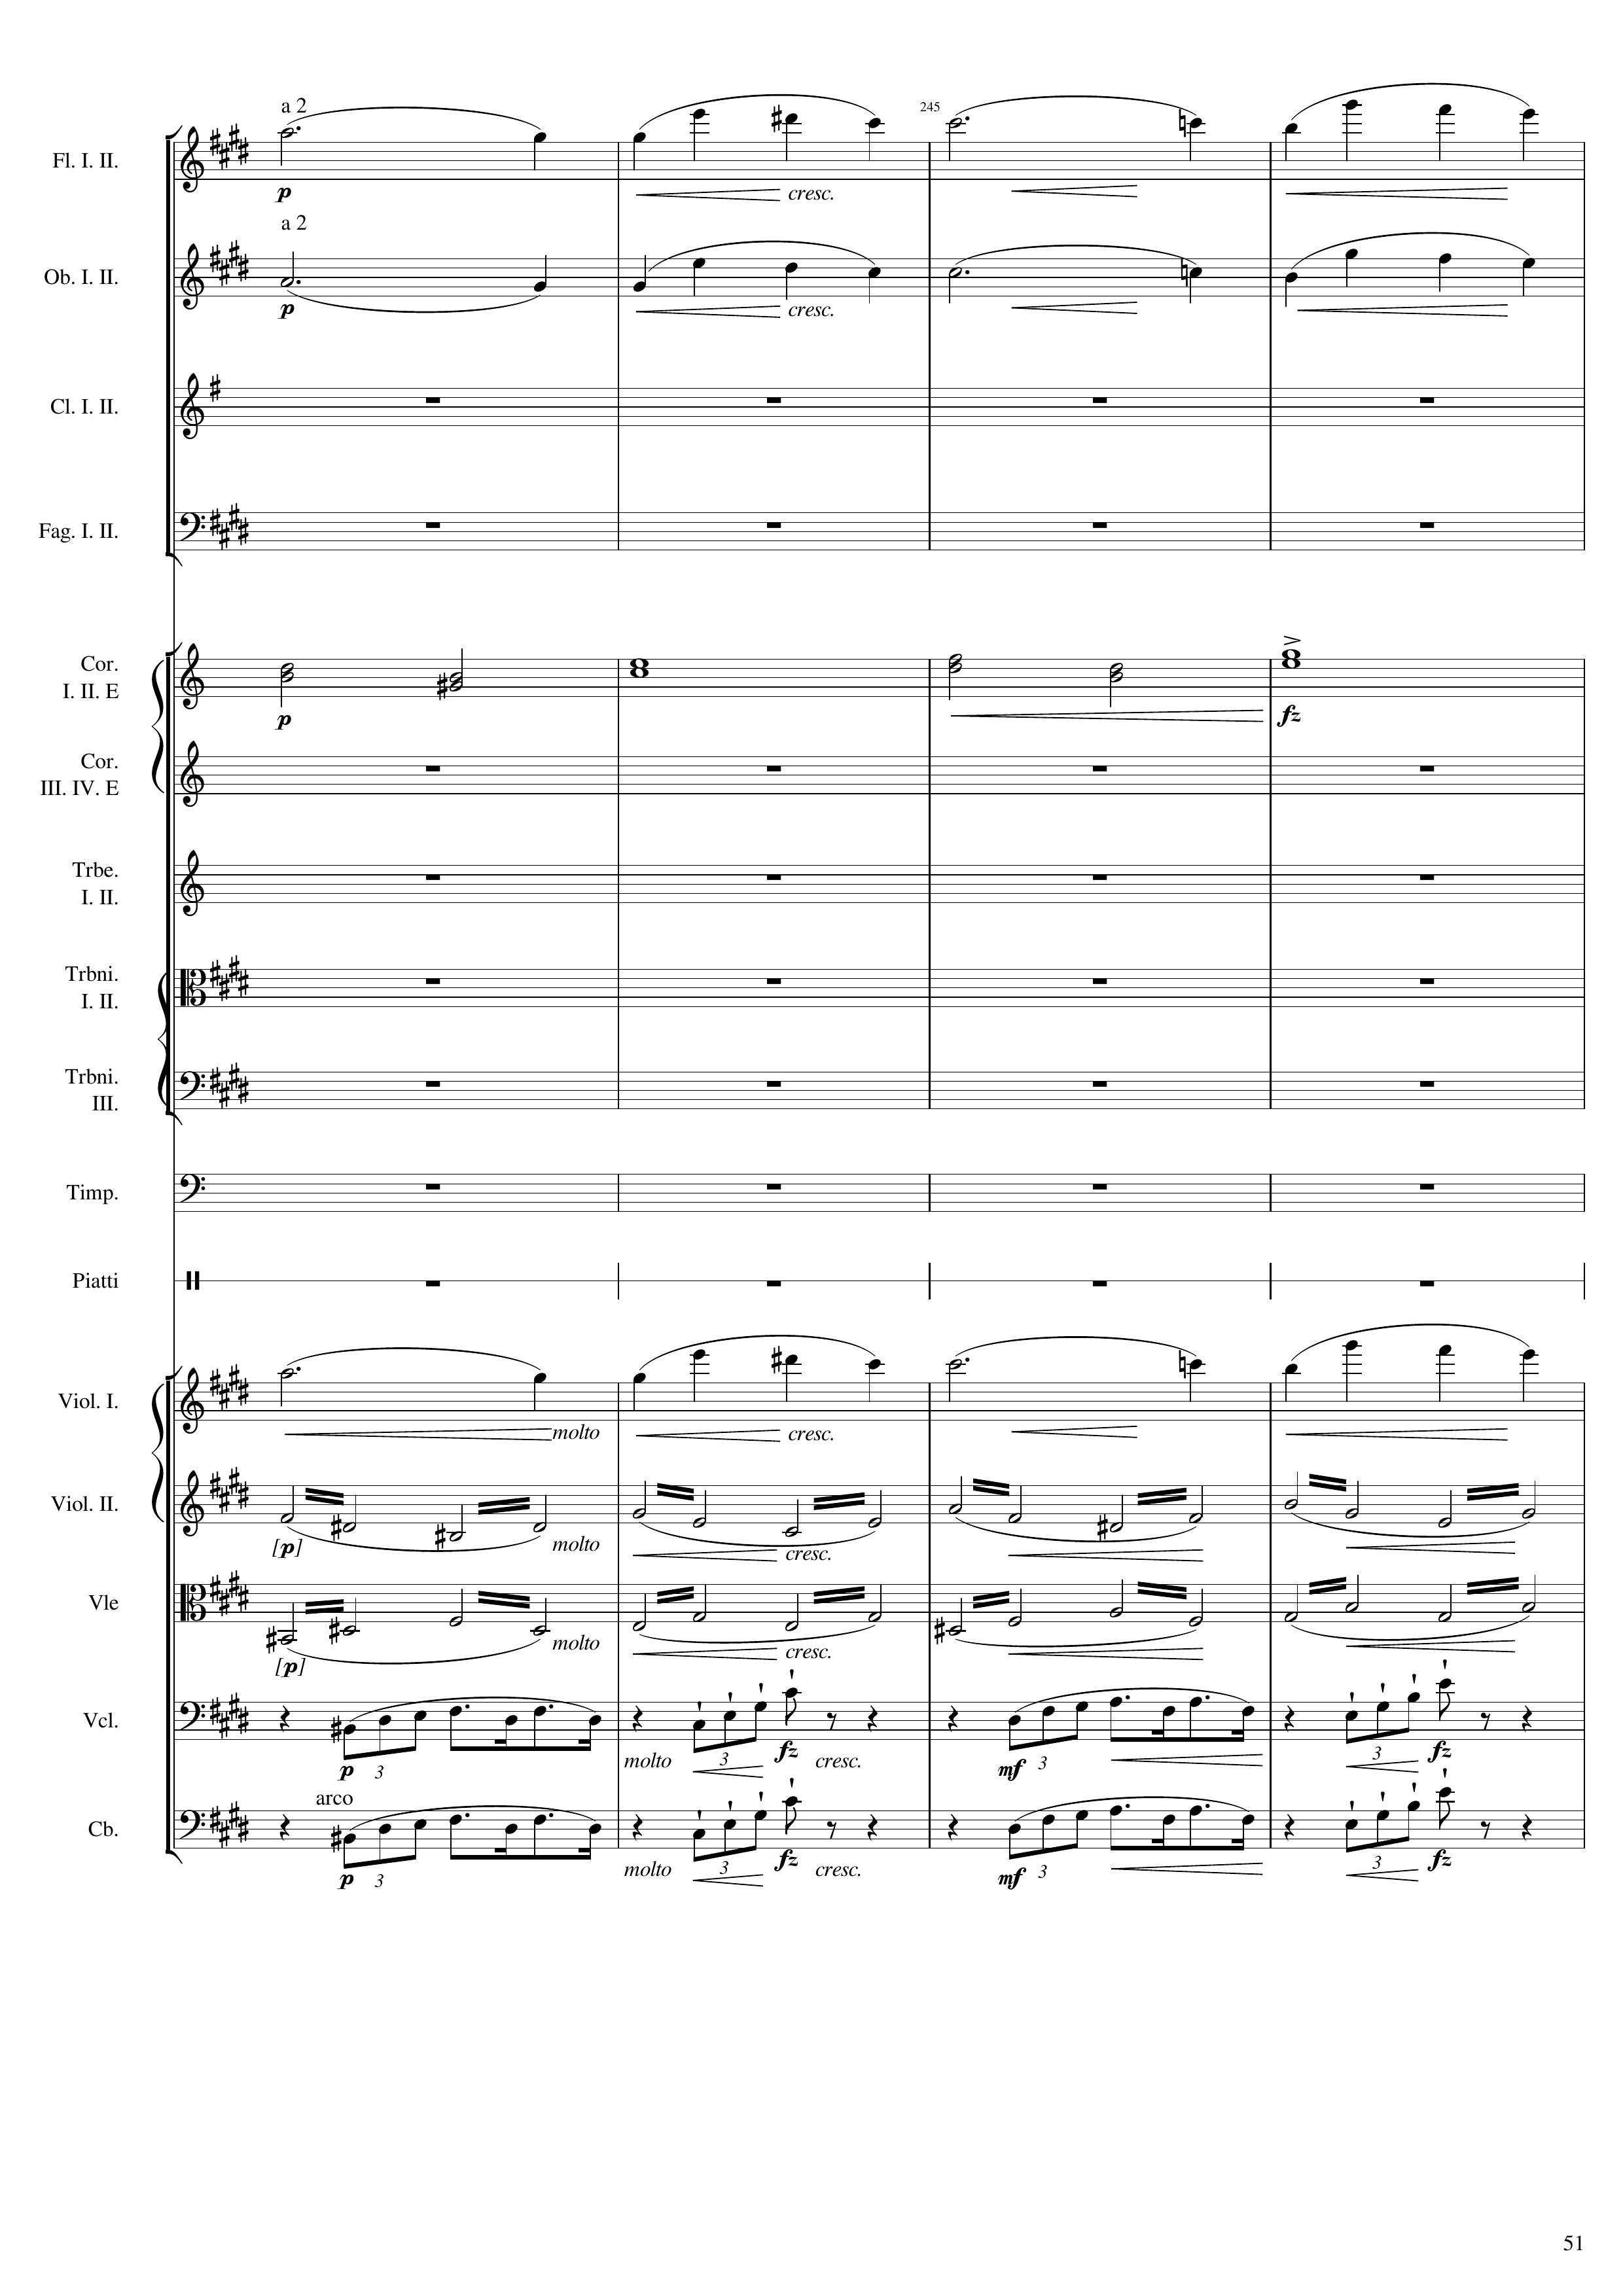 a 2
245
Fl. I. II.
p
cresc.
a 2
Ob. I. II.
p
cresc.
Cl. I. II.
Fag. I. II.
Cor.
I. II. E
p
fz
Cor.
III. IV. E
Trbe.
I. II.
Trbni.
I. II.
Trbni.
III.
Timp.
Piatti
Viol. I.
molto
cresc.
Viol. II.
[p]
molto
cresc.
Vle
[p]
molto
cresc.
Vcl.
p 3
molto
3
fz
cresc.
mf 3
3
fz
arco
Cb.
p 3
molto
3
fz
cresc.
mf 3
3
fz
51